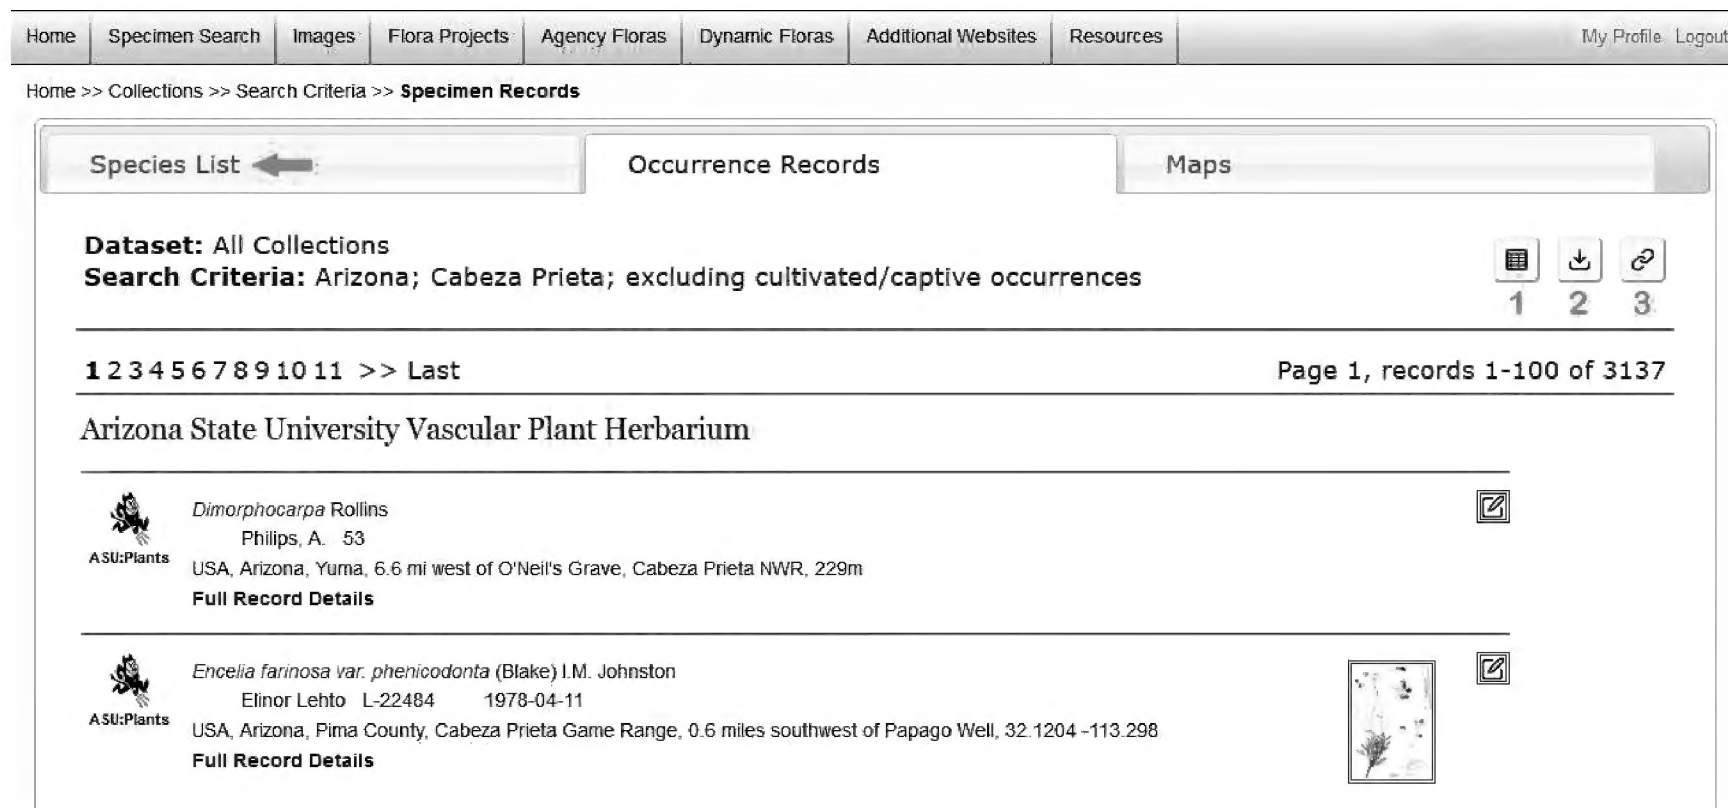 Home Specimen Search Images Flora Projects Agency Floras Dynamic Floras Additional Websites Resources My Profile Logout
Home >> Collections >> Search Criteria >> Specimen Records
Species List Occurrence Records Maps
Dataset: All Collections
Search Criteria: Arizona; Cabeza Prieta; excluding cultivated/captive occurrences
1 2 3
1 2 3 4 5 6 7 8 9 10 11 >> Last Page 1, records 1-100 of 3137
Arizona State University Vascular Plant Herbarium
Dimorphocarpa Rollins
Philips, A. 53
ASU:Plants
USA, Arizona, Yuma, 6.6 mi west of O'Neil's Grave, Cabeza Prieta NWR, 229m
Full Record Details
Encelia farinosa var. phenicodonta (Blake) I.M. Johnston
Elinor Lehto L-22484 1978-04-11
ASU:Plants
USA, Arizona, Pima County, Cabeza Prieta Game Range, 0.6 miles southwest of Papago Well, 32.1204 -113.298
Full Record Details